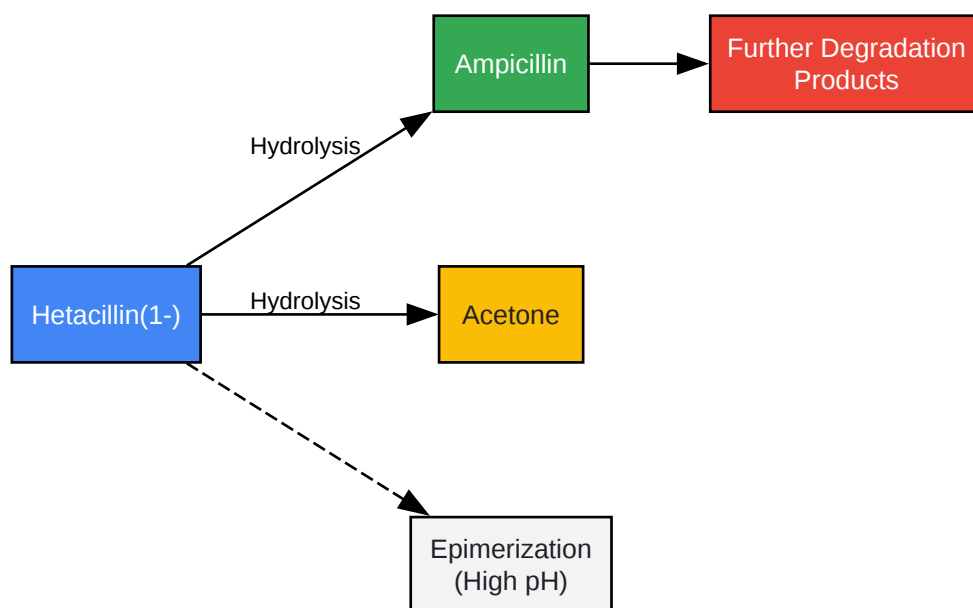 Ampicillin
Further Degradation
Products
Hydrolysis
Hetacillin(1-)
Hydrolysis
Acetone
Epimerization
(High pH)